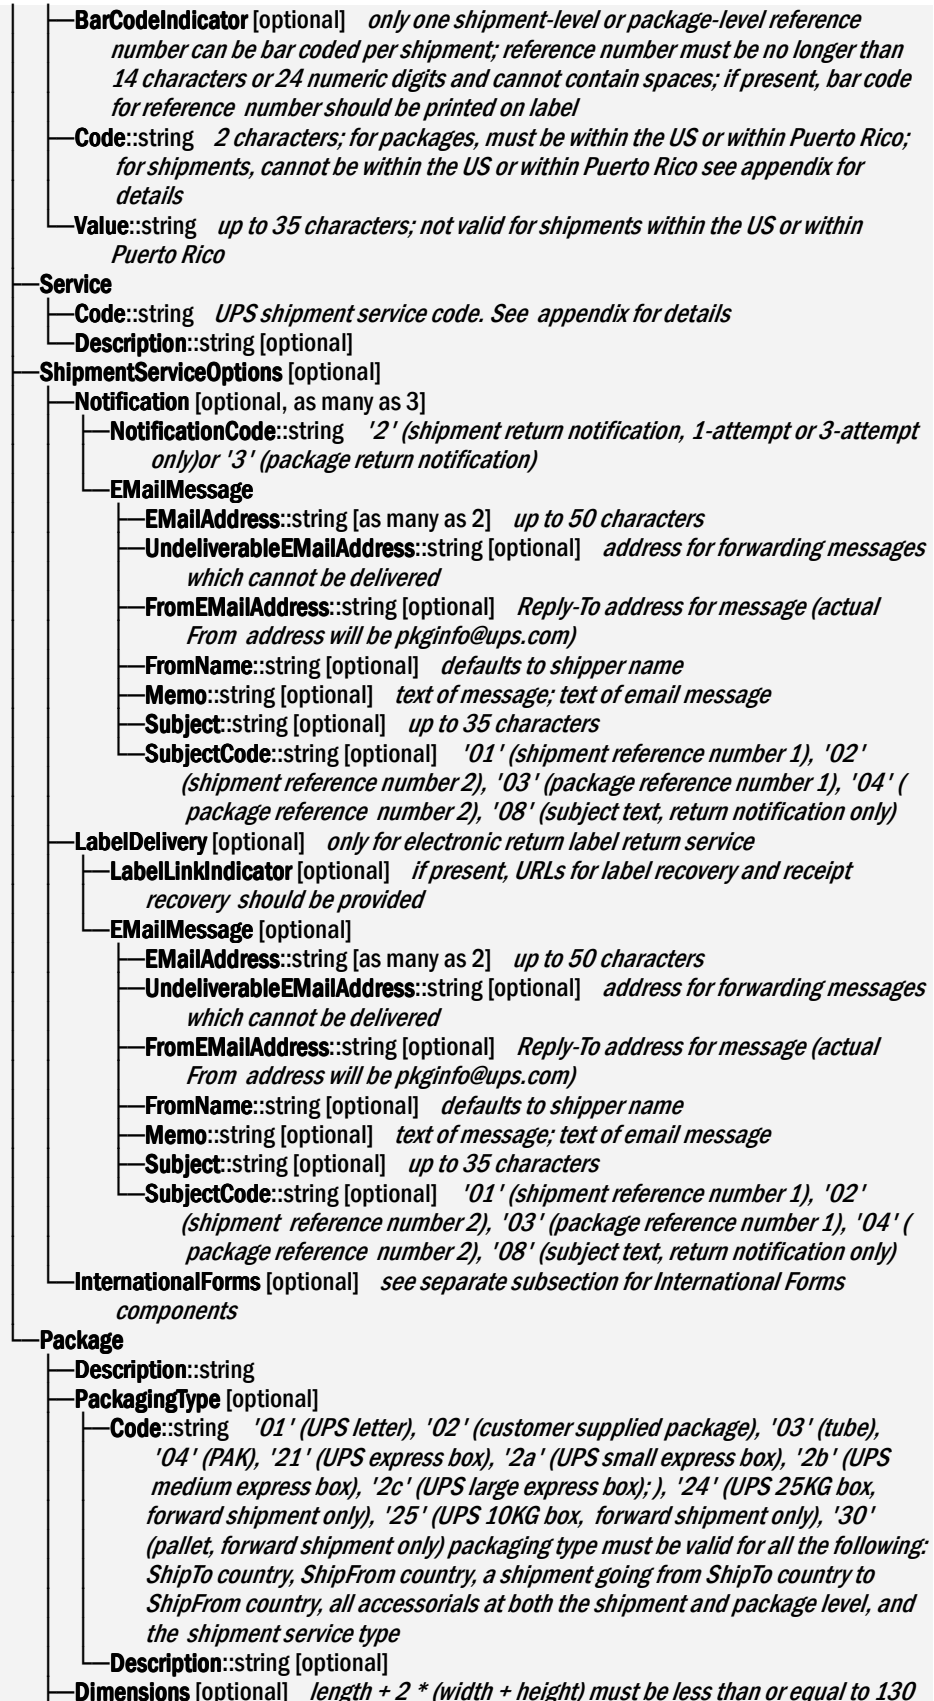 BarCodeIndicator [optional] only one shipment-level or package-level reference
number can be bar coded per shipment; reference number must be no longer than
14 characters or 24 numeric digits and cannot contain spaces; if present, bar code
for reference number should be printed on label
Code::string 2 characters; for packages, must be within the US or within Puerto Rico;
for shipments, cannot be within the US or within Puerto Rico see appendix for
details
Value::string up to 35 characters; not valid for shipments within the US or within
Puerto Rico
Service
Code::string UPS shipment service code. See appendix for details
Description::string [optional]
ShipmentServiceOptions [optional]
Notification [optional, as many as 3]
NotificationCode::string '2' (shipment return notification, 1-attempt or 3-attempt
only)or '3' (package return notification)
EMailMessage
EMailAddress::string [as many as 2] up to 50 characters
UndeliverableEMailAddress::string [optional] address for forwarding messages
which cannot be delivered
FromEMailAddress::string [optional] Reply-To address for message (actual
From address will be pkginfo@ups.com)
FromName::string [optional] defaults to shipper name
Memo::string [optional] text of message; text of email message
Subject::string [optional] up to 35 characters
SubjectCode::string [optional] '01' (shipment reference number 1), '02'
(shipment reference number 2), '03' (package reference number 1), '04' (
package reference number 2), '08' (subject text, return notification only)
LabelDelivery [optional] only for electronic return label return service
LabelLinkIndicator [optional] if present, URLs for label recovery and receipt
recovery should be provided
EMailMessage [optional]
EMailAddress::string [as many as 2] up to 50 characters
UndeliverableEMailAddress::string [optional] address for forwarding messages
which cannot be delivered
FromEMailAddress::string [optional] Reply-To address for message (actual
From address will be pkginfo@ups.com)
FromName::string [optional] defaults to shipper name
Memo::string [optional] text of message; text of email message
Subject::string [optional] up to 35 characters
SubjectCode::string [optional] '01' (shipment reference number 1), '02'
(shipment reference number 2), '03' (package reference number 1), '04' (
package reference number 2), '08' (subject text, return notification only)
InternationalForms [optional] see separate subsection for International Forms
components
Package
Description::string
PackagingType [optional]
Code::string '01' (UPS letter), '02' (customer supplied package), '03' (tube),
'04' (PAK), '21' (UPS express box), '2a' (UPS small express box), '2b' (UPS
medium express box), '2c' (UPS large express box); ), '24' (UPS 25KG box,
forward shipment only), '25' (UPS 10KG box, forward shipment only), '30'
(pallet, forward shipment only) packaging type must be valid for all the following:
ShipTo country, ShipFrom country, a shipment going from ShipTo country to
ShipFrom country, all accessorials at both the shipment and package level, and
the shipment service type
Description::string [optional]
Dimensions [optional] length + 2 * (width + height) must be less than or equal to 130